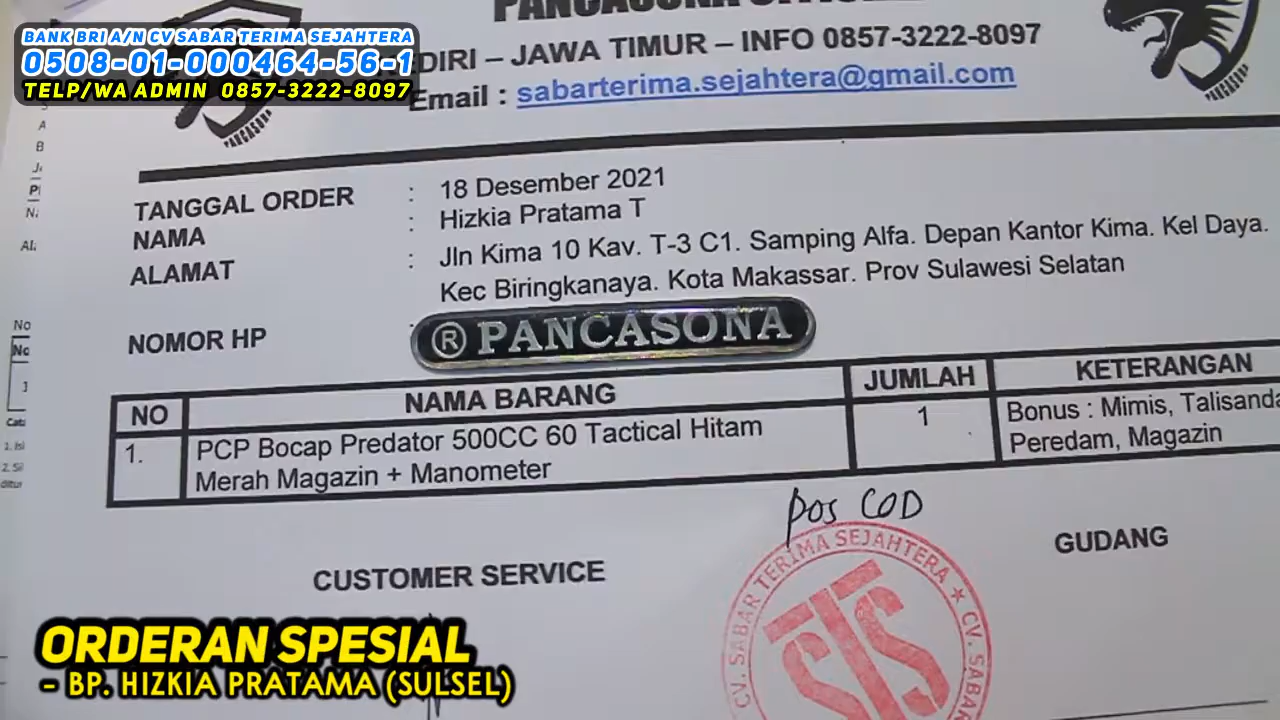 BANK BRI A/N CV SABAR TERIMA SEJAHTERA
0508-01-000464-56-1
TELP/WA ADMIN 0857-3222-8097
DIRI – JAWA TIMUR – INFO 0857-3222-8097
Email : sabarterima.sejahtera@gmail.com
PANCASONA
TANGGAL ORDER : 18 Desember 2021
NAMA : Hizkia Pratama T
ALAMAT : Jln Kima 10 Kav. T-3 C1. Samping Alfa. Depan Kantor Kima. Kel Daya.
Kec Biringkanaya. Kota Makassar. Prov Sulawesi Selatan
NOMOR HP :
® PANCASONA
NO NAMA BARANG JUMLAH KETERANGAN
1. PCP Bocap Predator 500CC 60 Tactical Hitam 1 Bonus : Mimis, Talisanda
Merah Magazin + Manometer Peredam, Magazin
pos COD
CUSTOMER SERVICE GUDANG
CV. SABAR TERIMA SEJAHTERA ★ CV. SABAR
STS
ORDERAN SPESIAL
- BP. HIZKIA PRATAMA (SULSEL)